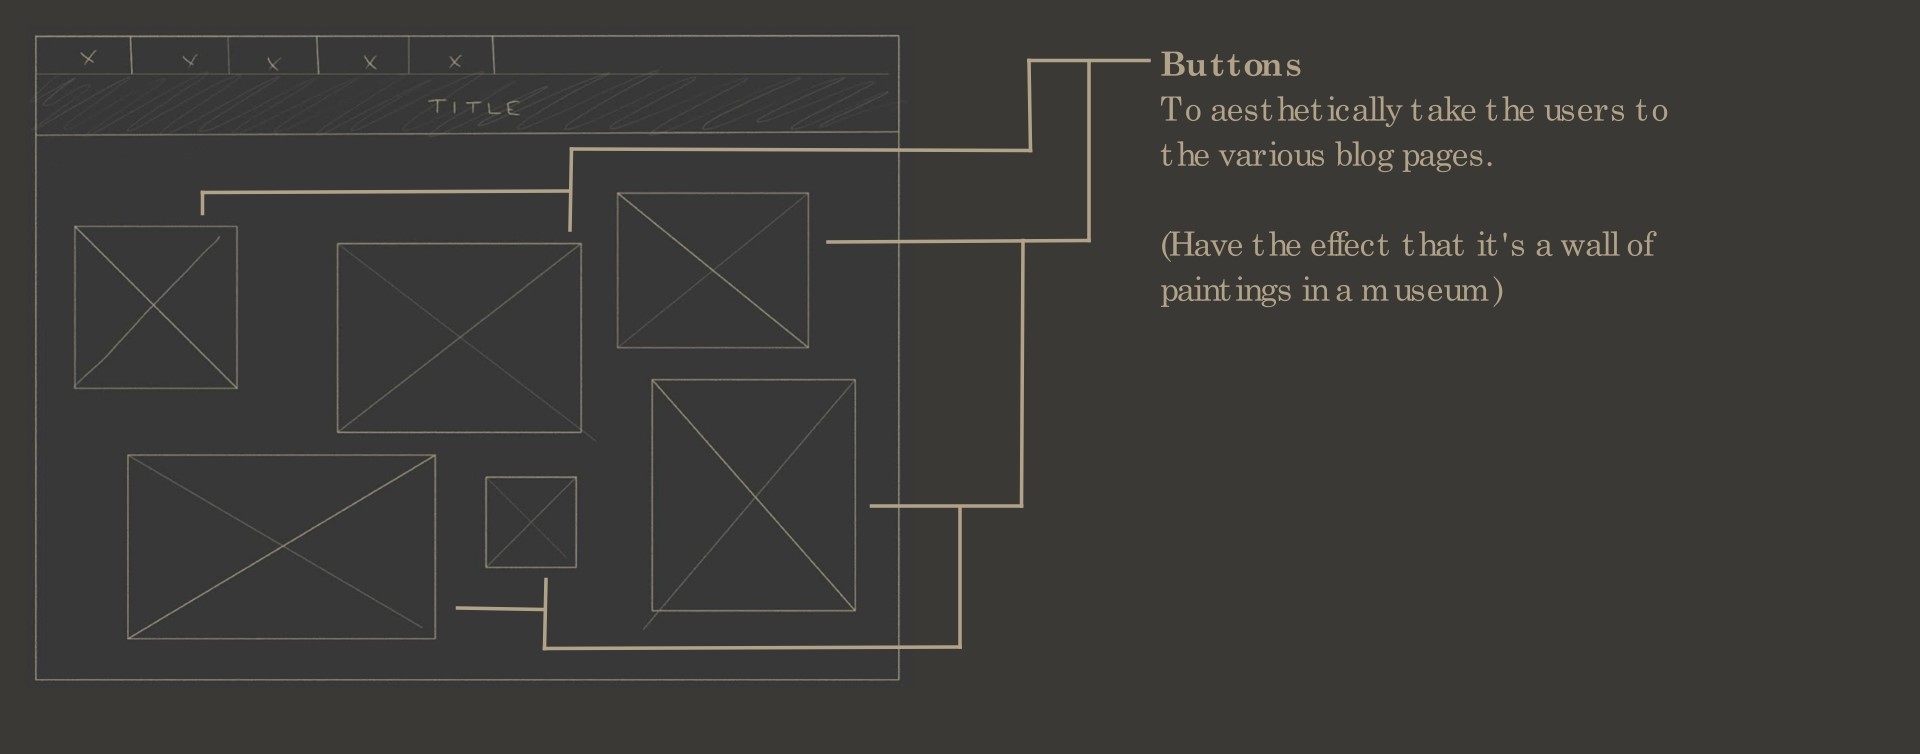 x x x x x
TITLE
Buttons
To aesthetically take the users to
the various blog pages.
(Have the effect that it's a wall of
paintings in a museum)